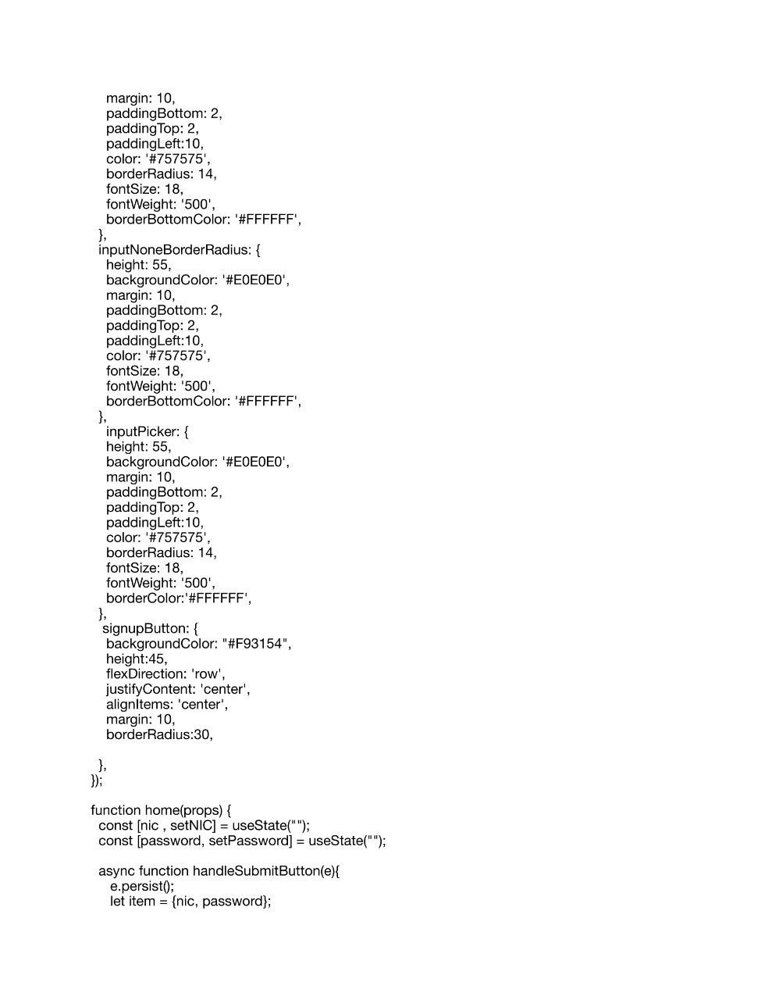 margin: 10,
paddingBottom: 2,
paddingTop: 2,
paddingLeft:10,
color: '#757575',
borderRadius: 14,
fontSize: 18,
fontWeight: '500',
borderBottomColor: '#FFFFFF',
},
inputNoneBorderRadius: {
height: 55,
backgroundColor: '#E0E0E0',
margin: 10,
paddingBottom: 2,
paddingTop: 2,
paddingLeft:10,
color: '#757575',
fontSize: 18,
fontWeight: '500',
borderBottomColor: '#FFFFFF',
},
inputPicker: {
height: 55,
backgroundColor: '#E0E0E0',
margin: 10,
paddingBottom: 2,
paddingTop: 2,
paddingLeft:10,
color: '#757575',
borderRadius: 14,
fontSize: 18,
fontWeight: '500',
borderColor:'#FFFFFF',
},
signupButton: {
backgroundColor: "#F93154",
height:45,
flexDirection: 'row',
justifyContent: 'center',
alignItems: 'center',
margin: 10,
borderRadius:30,
},
});
function home(props) {
const [nic , setNIC] = useState("");
const [password, setPassword] = useState("");
async function handleSubmitButton(e){
e.persist();
let item = {nic, password};